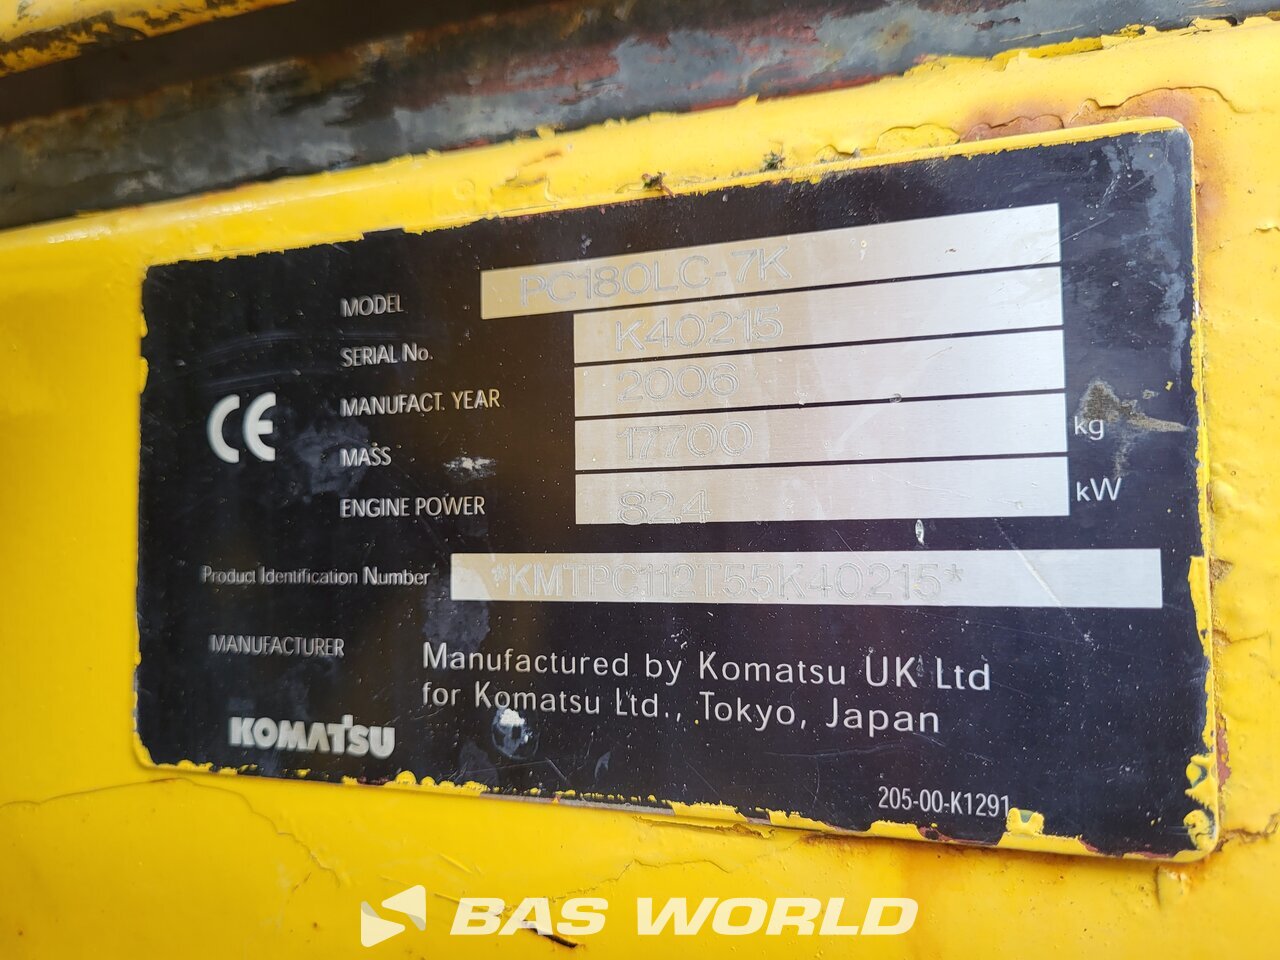 MODEL PC180LC-7K
SERIAL No. K40215
MANUFACT. YEAR 2006
MASS 17700 kg
ENGINE POWER 82.4 kW
CE
Product Identification Number *KMTPC112T55K40215*
MANUFACTURER Manufactured by Komatsu UK Ltd
for Komatsu Ltd., Tokyo, Japan
KOMATSU
205-00-K1291
BAS WORLD